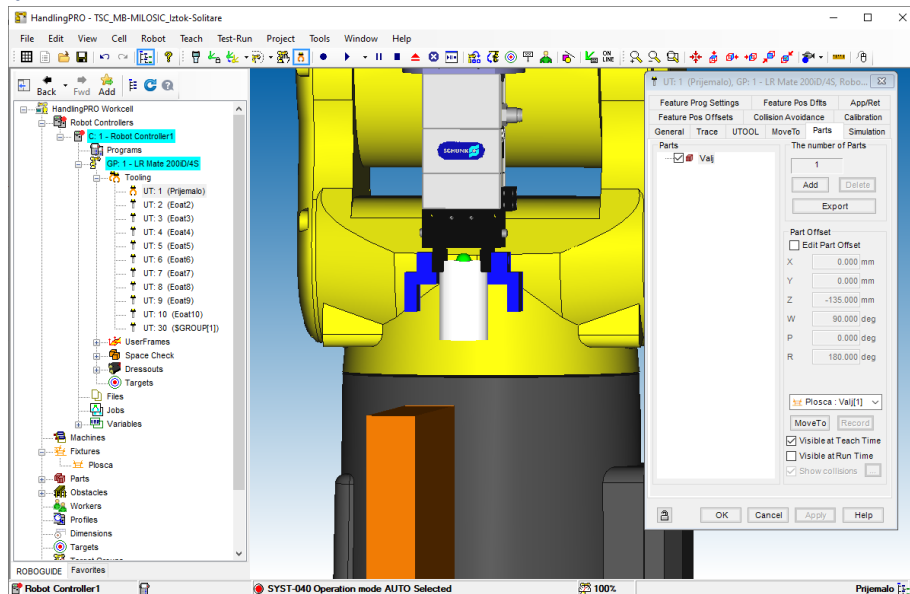 HandlingPRO - TSC_MB-MILOSIC_Iztok-Solitare
File Edit View Cell Robot Teach Test-Run Project Tools Window Help
ON LINE
Back Fwd Add
HandlingPRO Workcell
Robot Controllers
C: 1 - Robot Controller1
Programs
GP: 1 - LR Mate 200iD/4S
Tooling
UT: 1 (Prijemalo)
UT: 2 (Eoat2)
UT: 3 (Eoat3)
UT: 4 (Eoat4)
UT: 5 (Eoat5)
UT: 6 (Eoat6)
UT: 7 (Eoat7)
UT: 8 (Eoat8)
UT: 9 (Eoat9)
UT: 10 (Eoat10)
UT: 30 ($GROUP[1])
UserFrames
Space Check
Dressouts
Targets
Files
Jobs
Variables
Machines
Fixtures
Plosca
Parts
Obstacles
Workers
Profiles
Dimensions
Targets
Target Groups
ROBOGUIDE Favorites
SCHUNK
UT: 1 (Prijemalo), GP: 1 - LR Mate 200iD/4S, Robo...
Feature Prog Settings Feature Pos Dflts App/Ret
Feature Pos Offsets Collision Avoidance Calibration
General Trace UTOOL MoveTo Parts Simulation
Parts
Valj
The number of Parts
1
Add Delete
Export
Part Offset
Edit Part Offset
X 0.000 mm
Y 0.000 mm
Z -135.000 mm
W 90.000 deg
P 0.000 deg
R 180.000 deg
Plosca : Valj[1]
MoveTo Record
Visible at Teach Time
Visible at Run Time
Show collisions ...
OK Cancel Apply Help
Robot Controller1 SYST-040 Operation mode AUTO Selected 100% Prijemalo